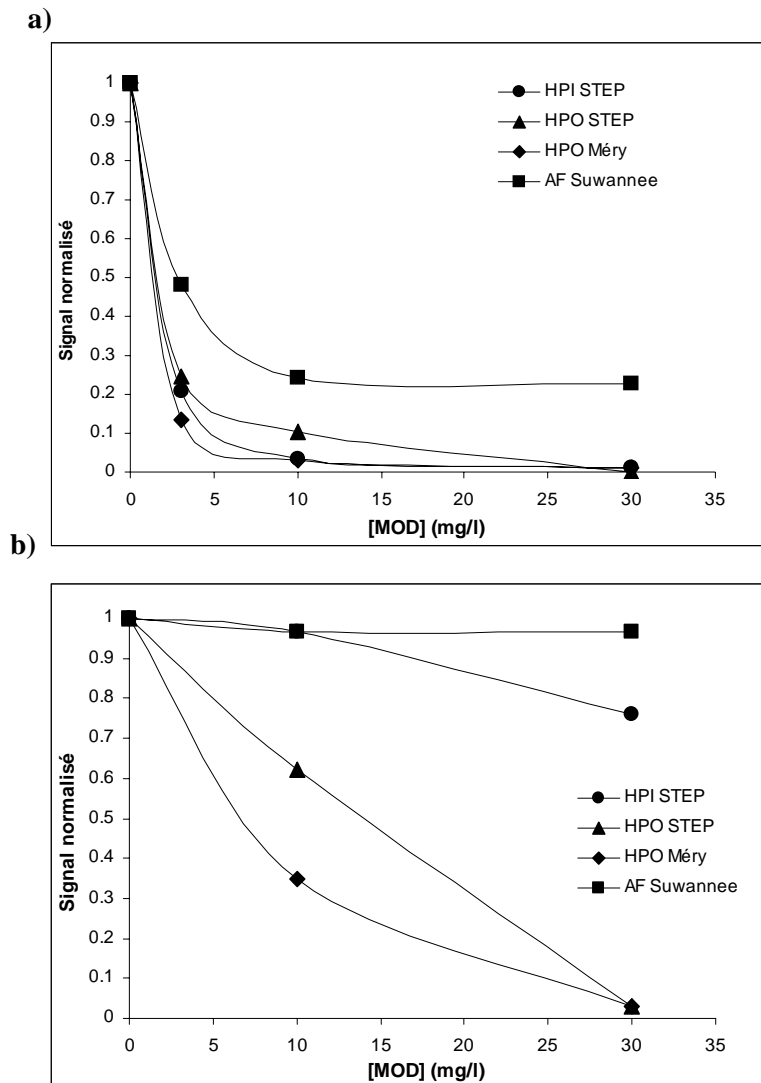 a)
1
0.9
0.8
0.7
0.6
0.5
0.4
0.3
0.2
0.1
0
Signal normalisé
HPI STEP
HPO STEP
HPO Méry
AF Suwannee
0 5 10 15 20 25 30 35
[MOD] (mg/l)
b)
1
0.9
0.8
0.7
0.6
0.5
0.4
0.3
0.2
0.1
0
Signal normalisé
HPI STEP
HPO STEP
HPO Méry
AF Suwannee
0 5 10 15 20 25 30 35
[MOD] (mg/l)